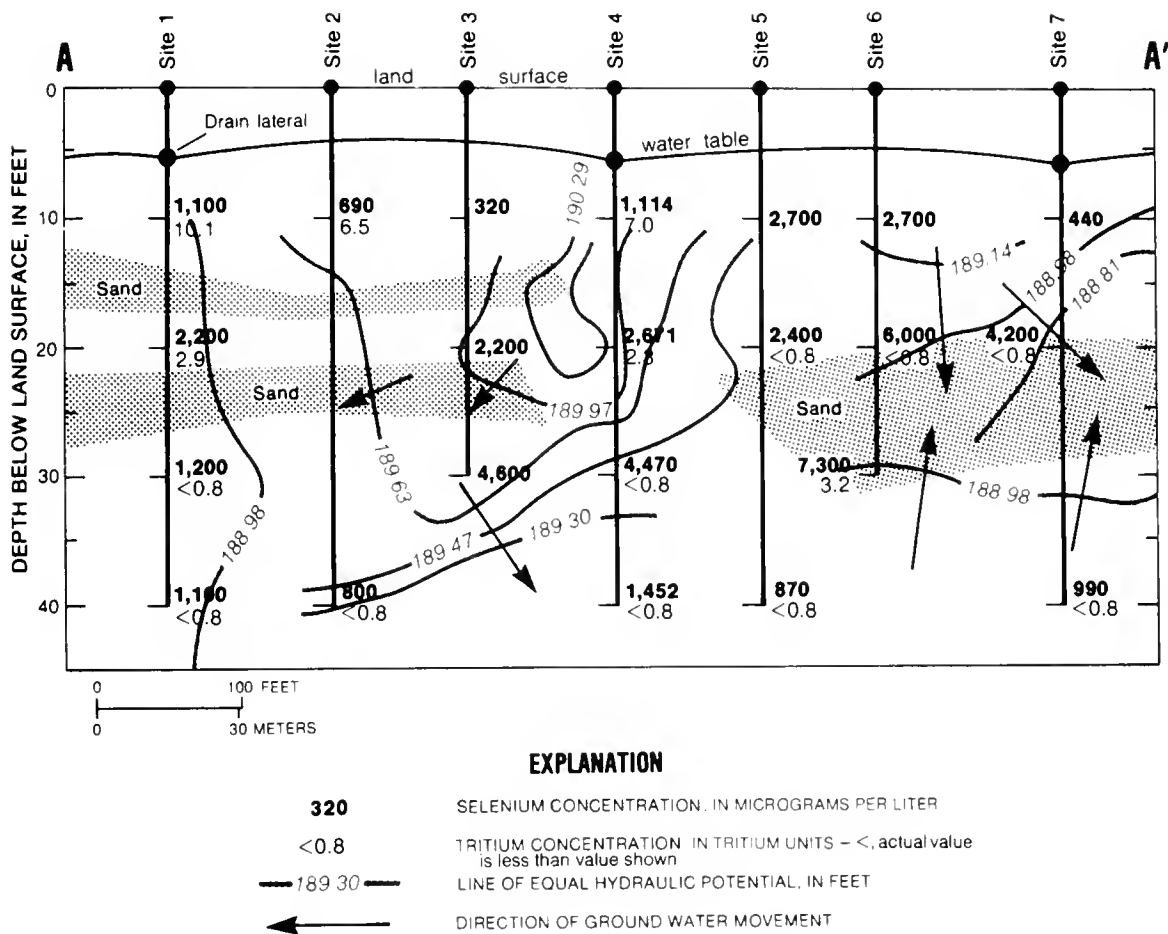 A
Site 1
Site 2
Site 3
Site 4
Site 5
Site 6
Site 7
A'
land surface
0
Drain lateral
water table
190 29
10
1,100
10.1
690
6.5
320
1,114
7.0
2,700
2,700
440
189.14
188.98
188.81
Sand
20
2,200
2.9
2,200
2,671
2.3
2,400
<0.8
6,000
<0.8
4,200
<0.8
Sand
Sand
189 97
189.63
30
1,200
<0.8
4,600
4,470
<0.8
7,300
3.2
188 98
188 98
189.47
189 30
40
1,100
<0.8
800
<0.8
1,452
<0.8
870
<0.8
990
<0.8
DEPTH BELOW LAND SURFACE, IN FEET
0 100 FEET
0 30 METERS
EXPLANATION
320 SELENIUM CONCENTRATION, IN MICROGRAMS PER LITER
<0.8 TRITIUM CONCENTRATION IN TRITIUM UNITS – <, actual value
is less than value shown
189 30 LINE OF EQUAL HYDRAULIC POTENTIAL, IN FEET
DIRECTION OF GROUND WATER MOVEMENT